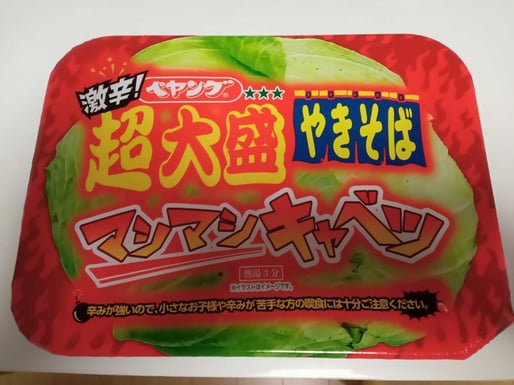 激辛!
ペヤング
超大盛
やきそば
マシマシキャベツ
熱湯3分
※イラストはイメージです。
辛みが強いので、小さなお子様や辛みが苦手な方の喫食には十分ご注意ください。